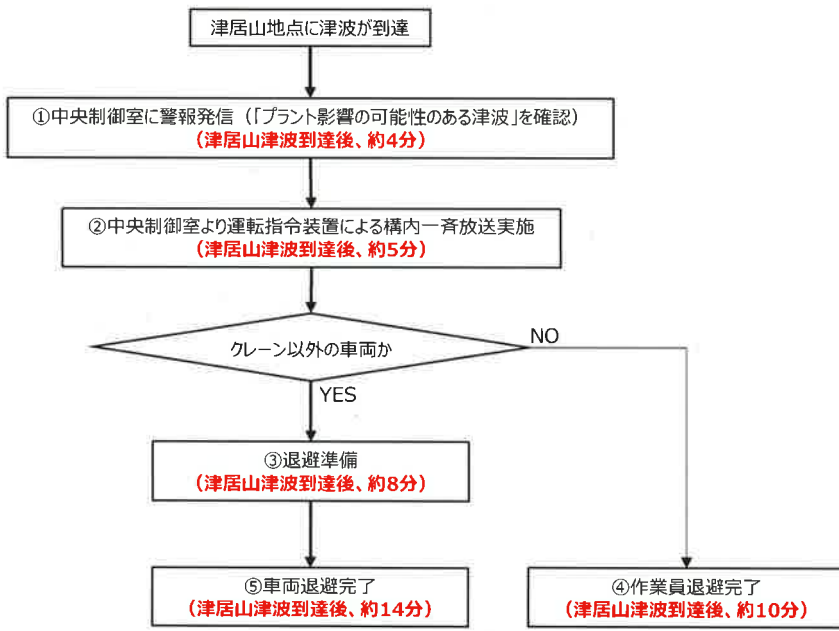 津居山地点に津波が到達
①中央制御室に警報発信（「プラント影響の可能性のある津波」を確認）
（津居山津波到達後、約4分）
②中央制御室より運転指令装置による構内一斉放送実施
（津居山津波到達後、約5分）
クレーン以外の車両か
NO
YES
③退避準備
（津居山津波到達後、約8分）
⑤車両退避完了
（津居山津波到達後、約14分）
④作業員退避完了
（津居山津波到達後、約10分）